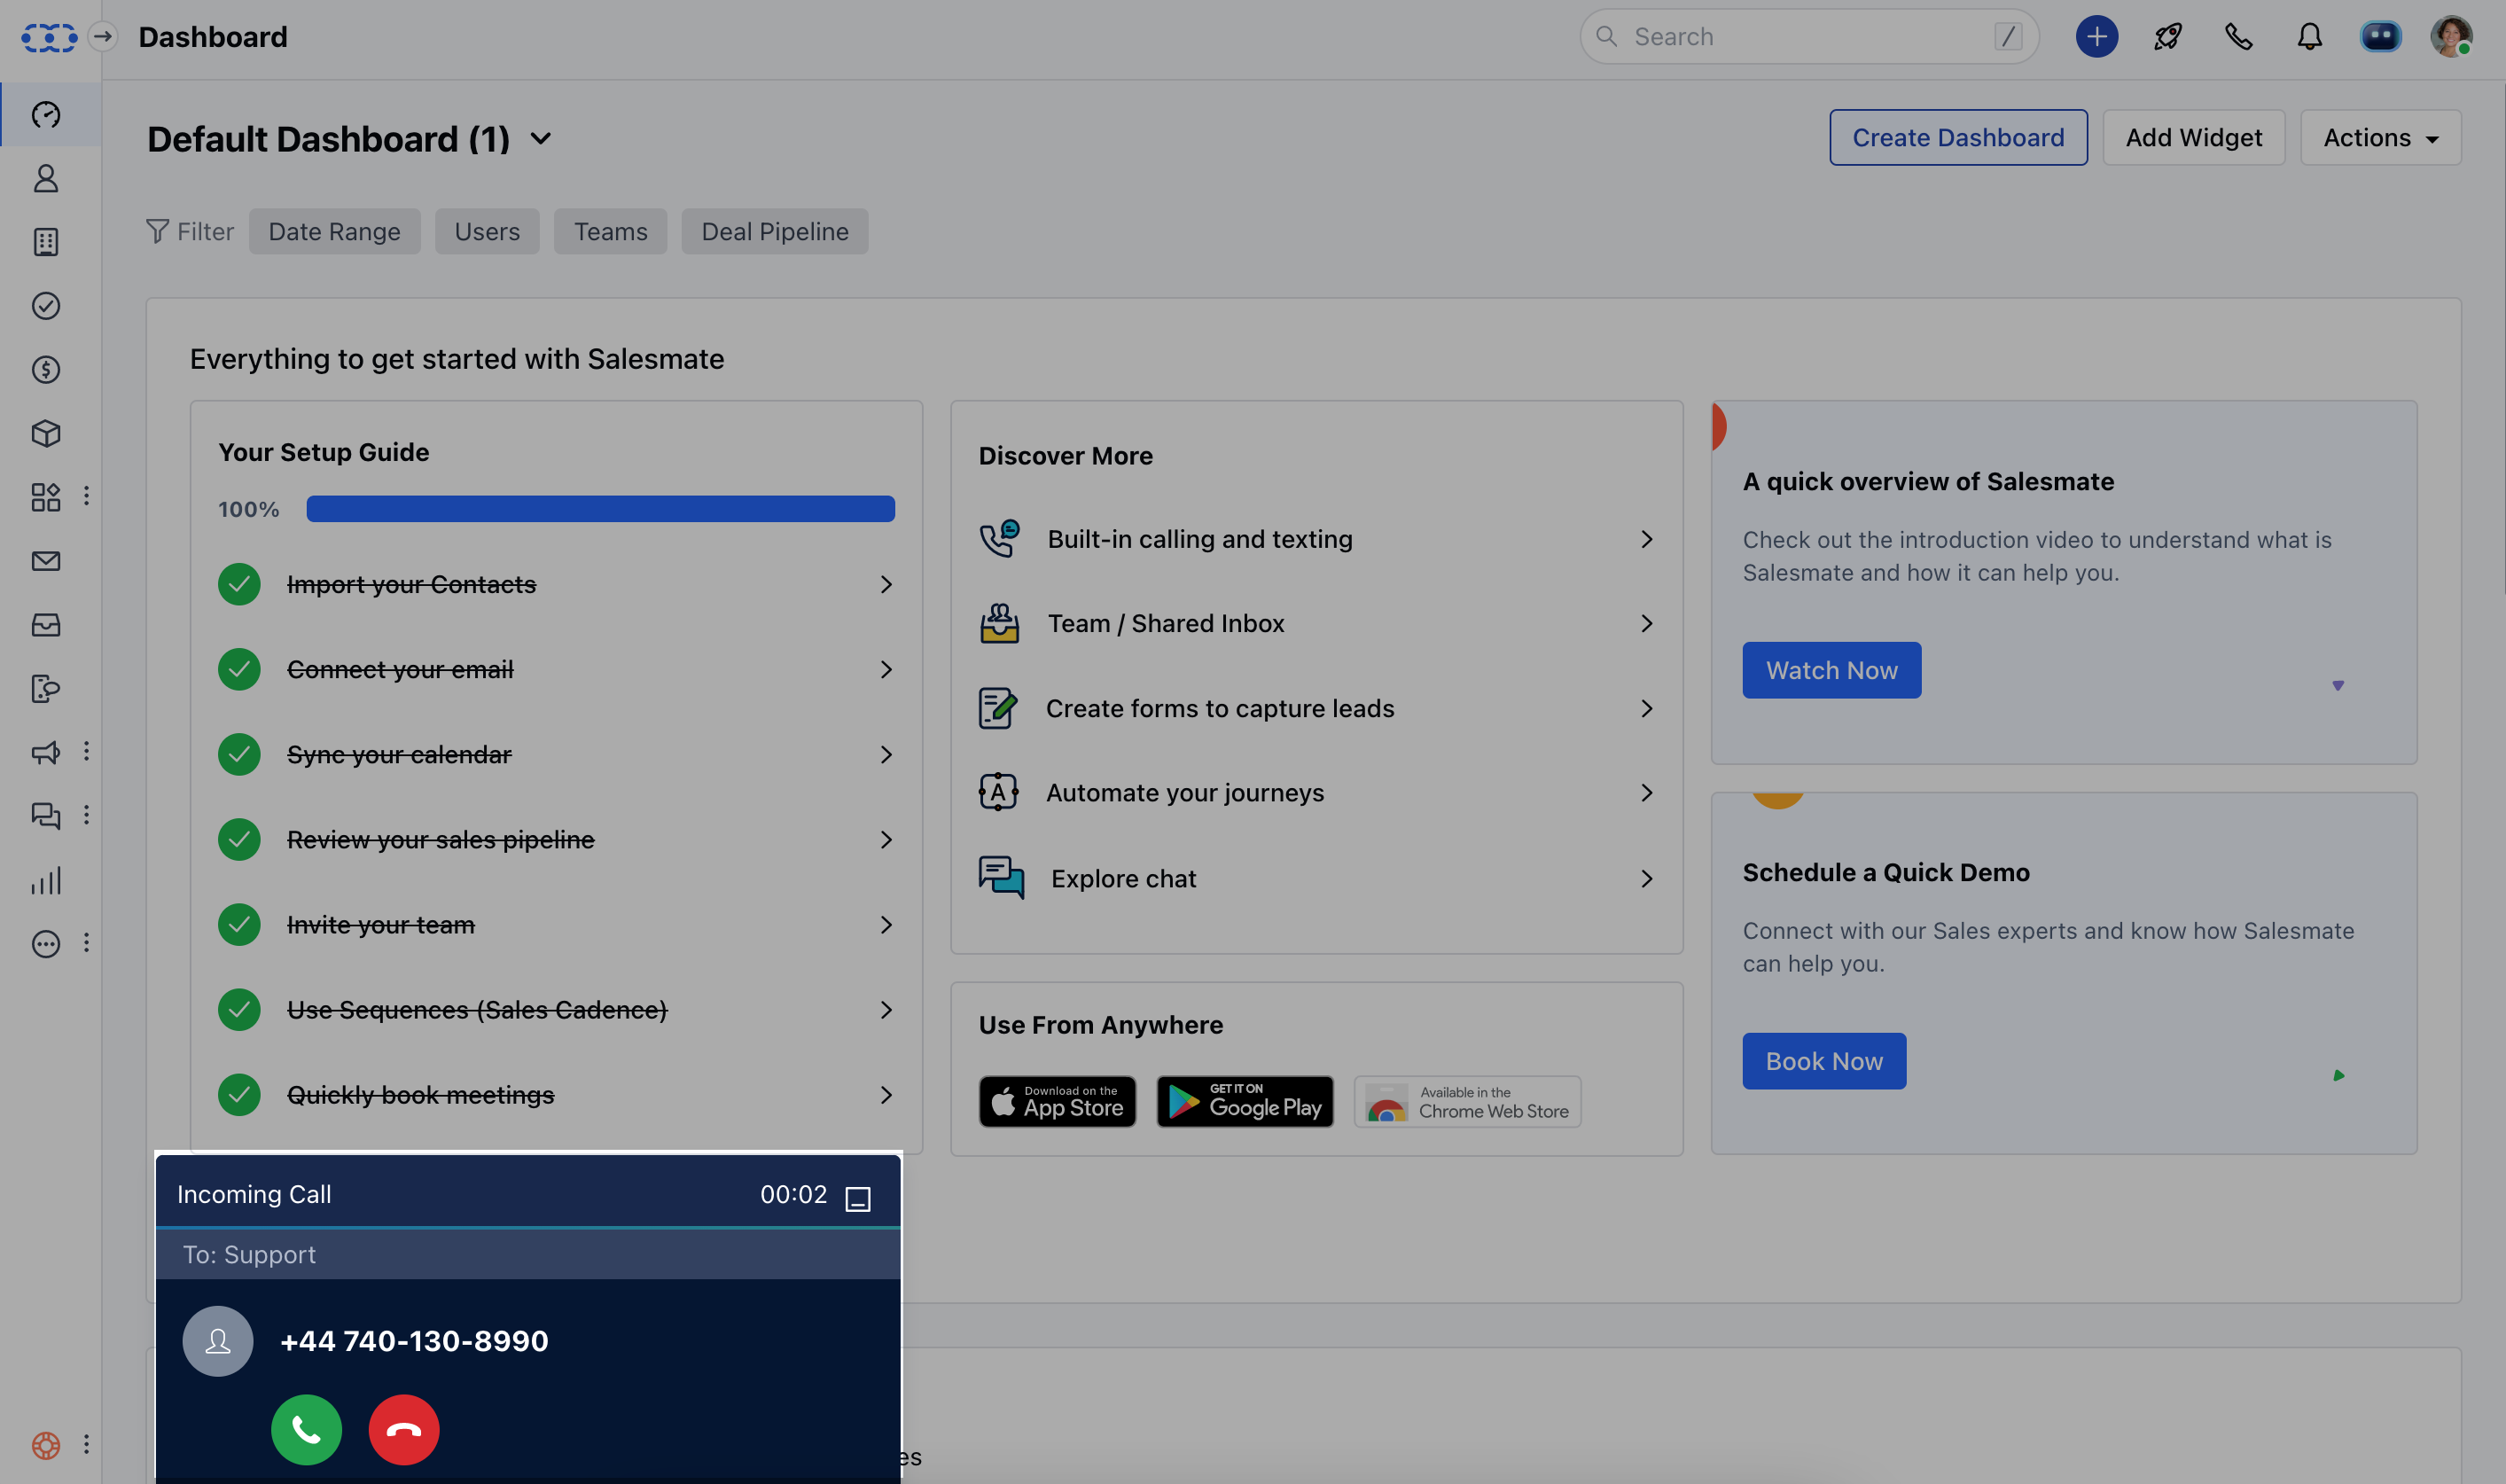 Dashboard
Search
/
Default Dashboard (1)
Create Dashboard
Add Widget
Actions
Filter
Date Range
Users
Teams
Deal Pipeline
Everything to get started with Salesmate
Your Setup Guide
100%
Import your Contacts
Connect your email
Sync your calendar
Review your sales pipeline
Invite your team
Use Sequences (Sales Cadence)
Quickly book meetings
Discover More
Built-in calling and texting
Team / Shared Inbox
Create forms to capture leads
A
Automate your journeys
Explore chat
Use From Anywhere
Download on the
App Store
GET IT ON
Google Play
Available in the
Chrome Web Store
A quick overview of Salesmate
Check out the introduction video to understand what is
Salesmate and how it can help you.
Watch Now
Schedule a Quick Demo
Connect with our Sales experts and know how Salesmate
can help you.
Book Now
Incoming Call
00:02
To: Support
+44 740-130-8990
es